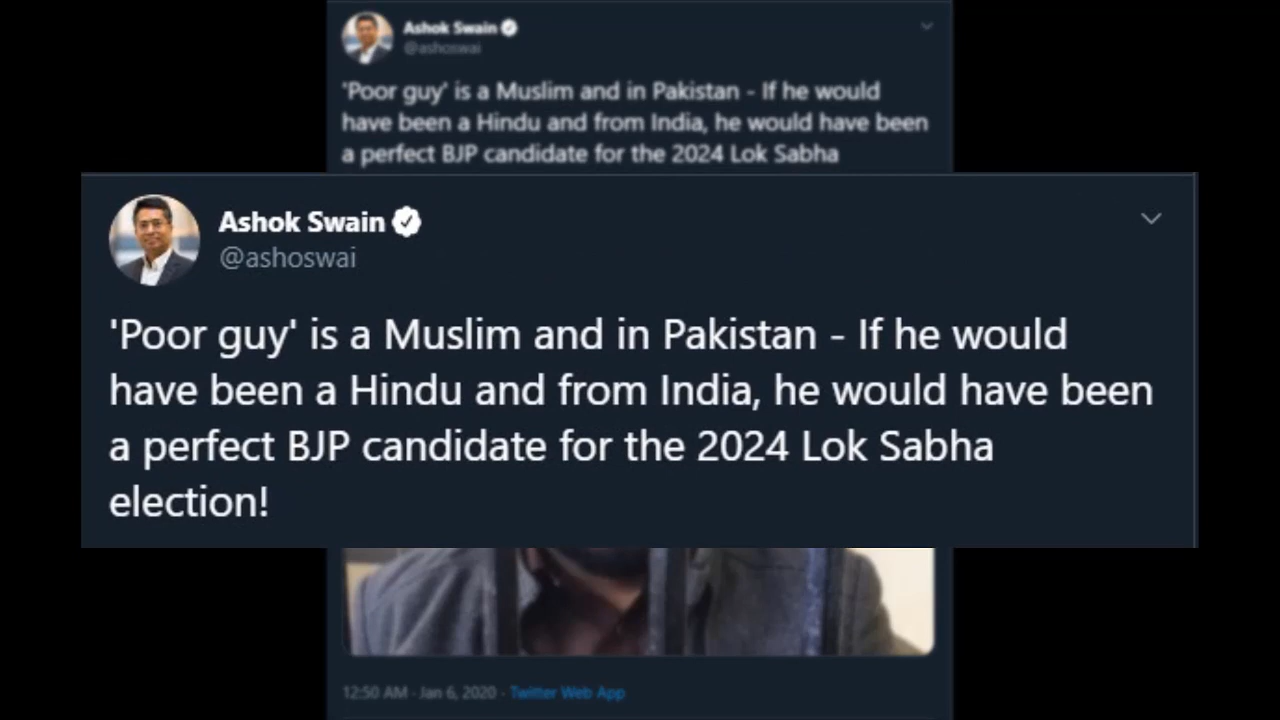 Ashok Swain
@ashoswai
'Poor guy' is a Muslim and in Pakistan - If he would
have been a Hindu and from India, he would have been
a perfect BJP candidate for the 2024 Lok Sabha
Ashok Swain
@ashoswai
'Poor guy' is a Muslim and in Pakistan - If he would
have been a Hindu and from India, he would have been
a perfect BJP candidate for the 2024 Lok Sabha
election!
12:50 AM · Jan 6, 2020 · Twitter Web App